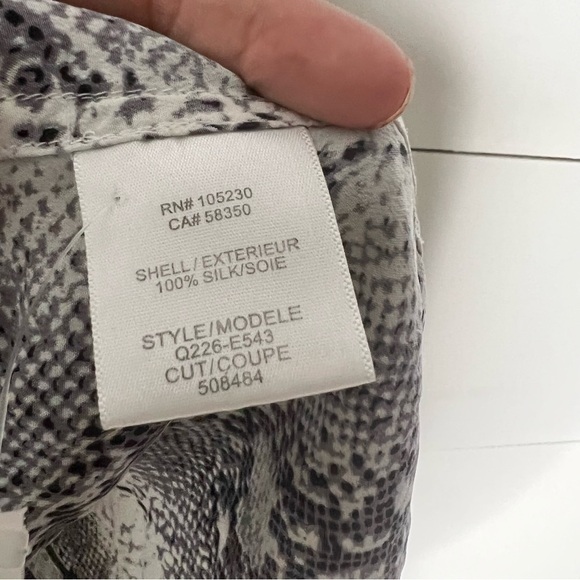 RN# 105230
CA# 58350
SHELL/EXTERIEUR
100% SILK/SOIE
STYLE/MODELE
Q226-E543
CUT/COUPE
508484